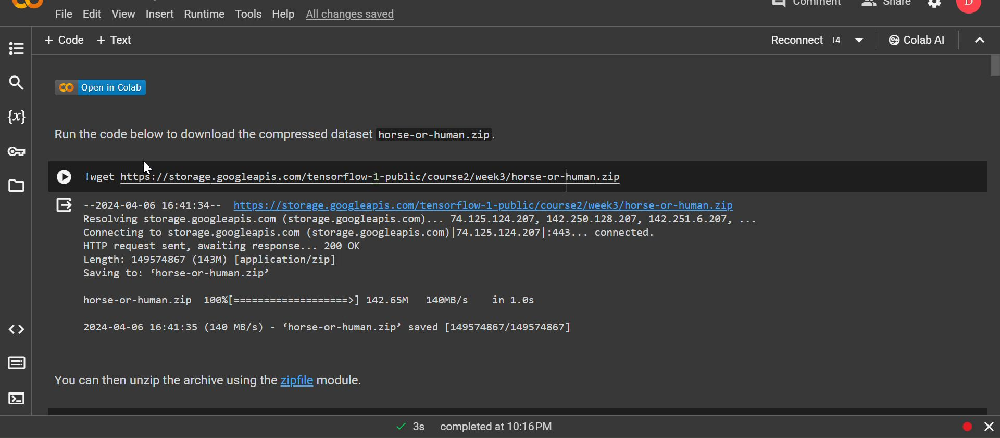 Comment Share D
File Edit View Insert Runtime Tools Help All changes saved
+ Code + Text Reconnect T4 Colab AI
Open in Colab
{x}
Run the code below to download the compressed dataset horse-or-human.zip.
!wget https://storage.googleapis.com/tensorflow-1-public/course2/week3/horse-or-human.zip
--2024-04-06 16:41:34-- https://storage.googleapis.com/tensorflow-1-public/course2/week3/horse-or-human.zip
Resolving storage.googleapis.com (storage.googleapis.com)... 74.125.124.207, 142.250.128.207, 142.251.6.207, ...
Connecting to storage.googleapis.com (storage.googleapis.com)|74.125.124.207|:443... connected.
HTTP request sent, awaiting response... 200 OK
Length: 149574867 (143M) [application/zip]
Saving to: ‘horse-or-human.zip’
horse-or-human.zip 100%[===================>] 142.65M 140MB/s in 1.0s
2024-04-06 16:41:35 (140 MB/s) - ‘horse-or-human.zip’ saved [149574867/149574867]
You can then unzip the archive using the zipfile module.
3s completed at 10:16 PM